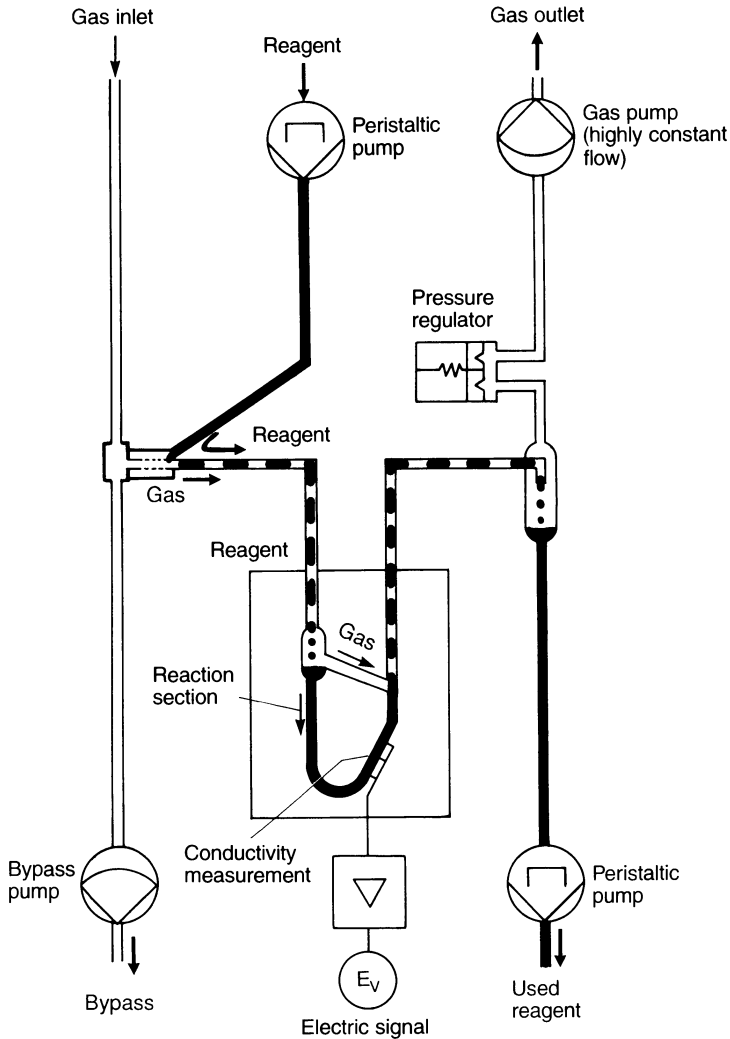 Gas inlet
Reagent
Gas outlet
Peristaltic
pump
Gas pump
(highly constant
flow)
Pressure
regulator
Reagent
Gas
Reagent
Gas
Reaction
section
Conductivity
measurement
Bypass
pump
Peristaltic
pump
Bypass
EV
Used
reagent
Electric signal